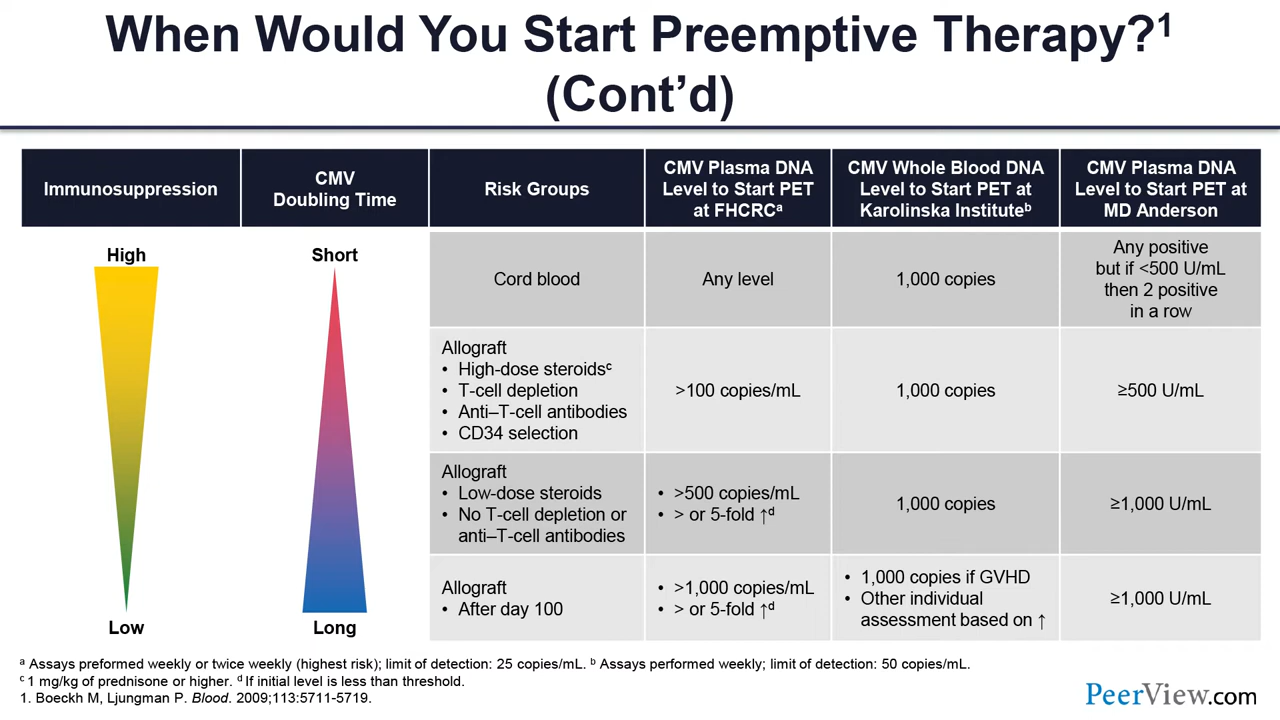 When Would You Start Preemptive Therapy?¹
(Cont’d)
Immunosuppression
CMV
Doubling Time
Risk Groups
CMV Plasma DNA
Level to Start PET
at FHCRCᵃ
CMV Whole Blood DNA
Level to Start PET at
Karolinska Instituteᵇ
CMV Plasma DNA
Level to Start PET at
MD Anderson
High
Low
Short
Long
Cord blood
Any level
1,000 copies
Any positive
but if <500 U/mL
then 2 positive
in a row
Allograft
• High-dose steroidsᶜ
• T-cell depletion
• Anti–T-cell antibodies
• CD34 selection
>100 copies/mL
1,000 copies
≥500 U/mL
Allograft
• Low-dose steroids
• No T-cell depletion or
anti–T-cell antibodies
• >500 copies/mL
• > or 5-fold ↑ᵈ
1,000 copies
≥1,000 U/mL
Allograft
• After day 100
• >1,000 copies/mL
• > or 5-fold ↑ᵈ
• 1,000 copies if GVHD
• Other individual
assessment based on ↑
≥1,000 U/mL
ᵃ Assays preformed weekly or twice weekly (highest risk); limit of detection: 25 copies/mL. ᵇ Assays performed weekly; limit of detection: 50 copies/mL.
ᶜ 1 mg/kg of prednisone or higher. ᵈ If initial level is less than threshold.
1. Boeckh M, Ljungman P. Blood. 2009;113:5711-5719.
PeerView.com